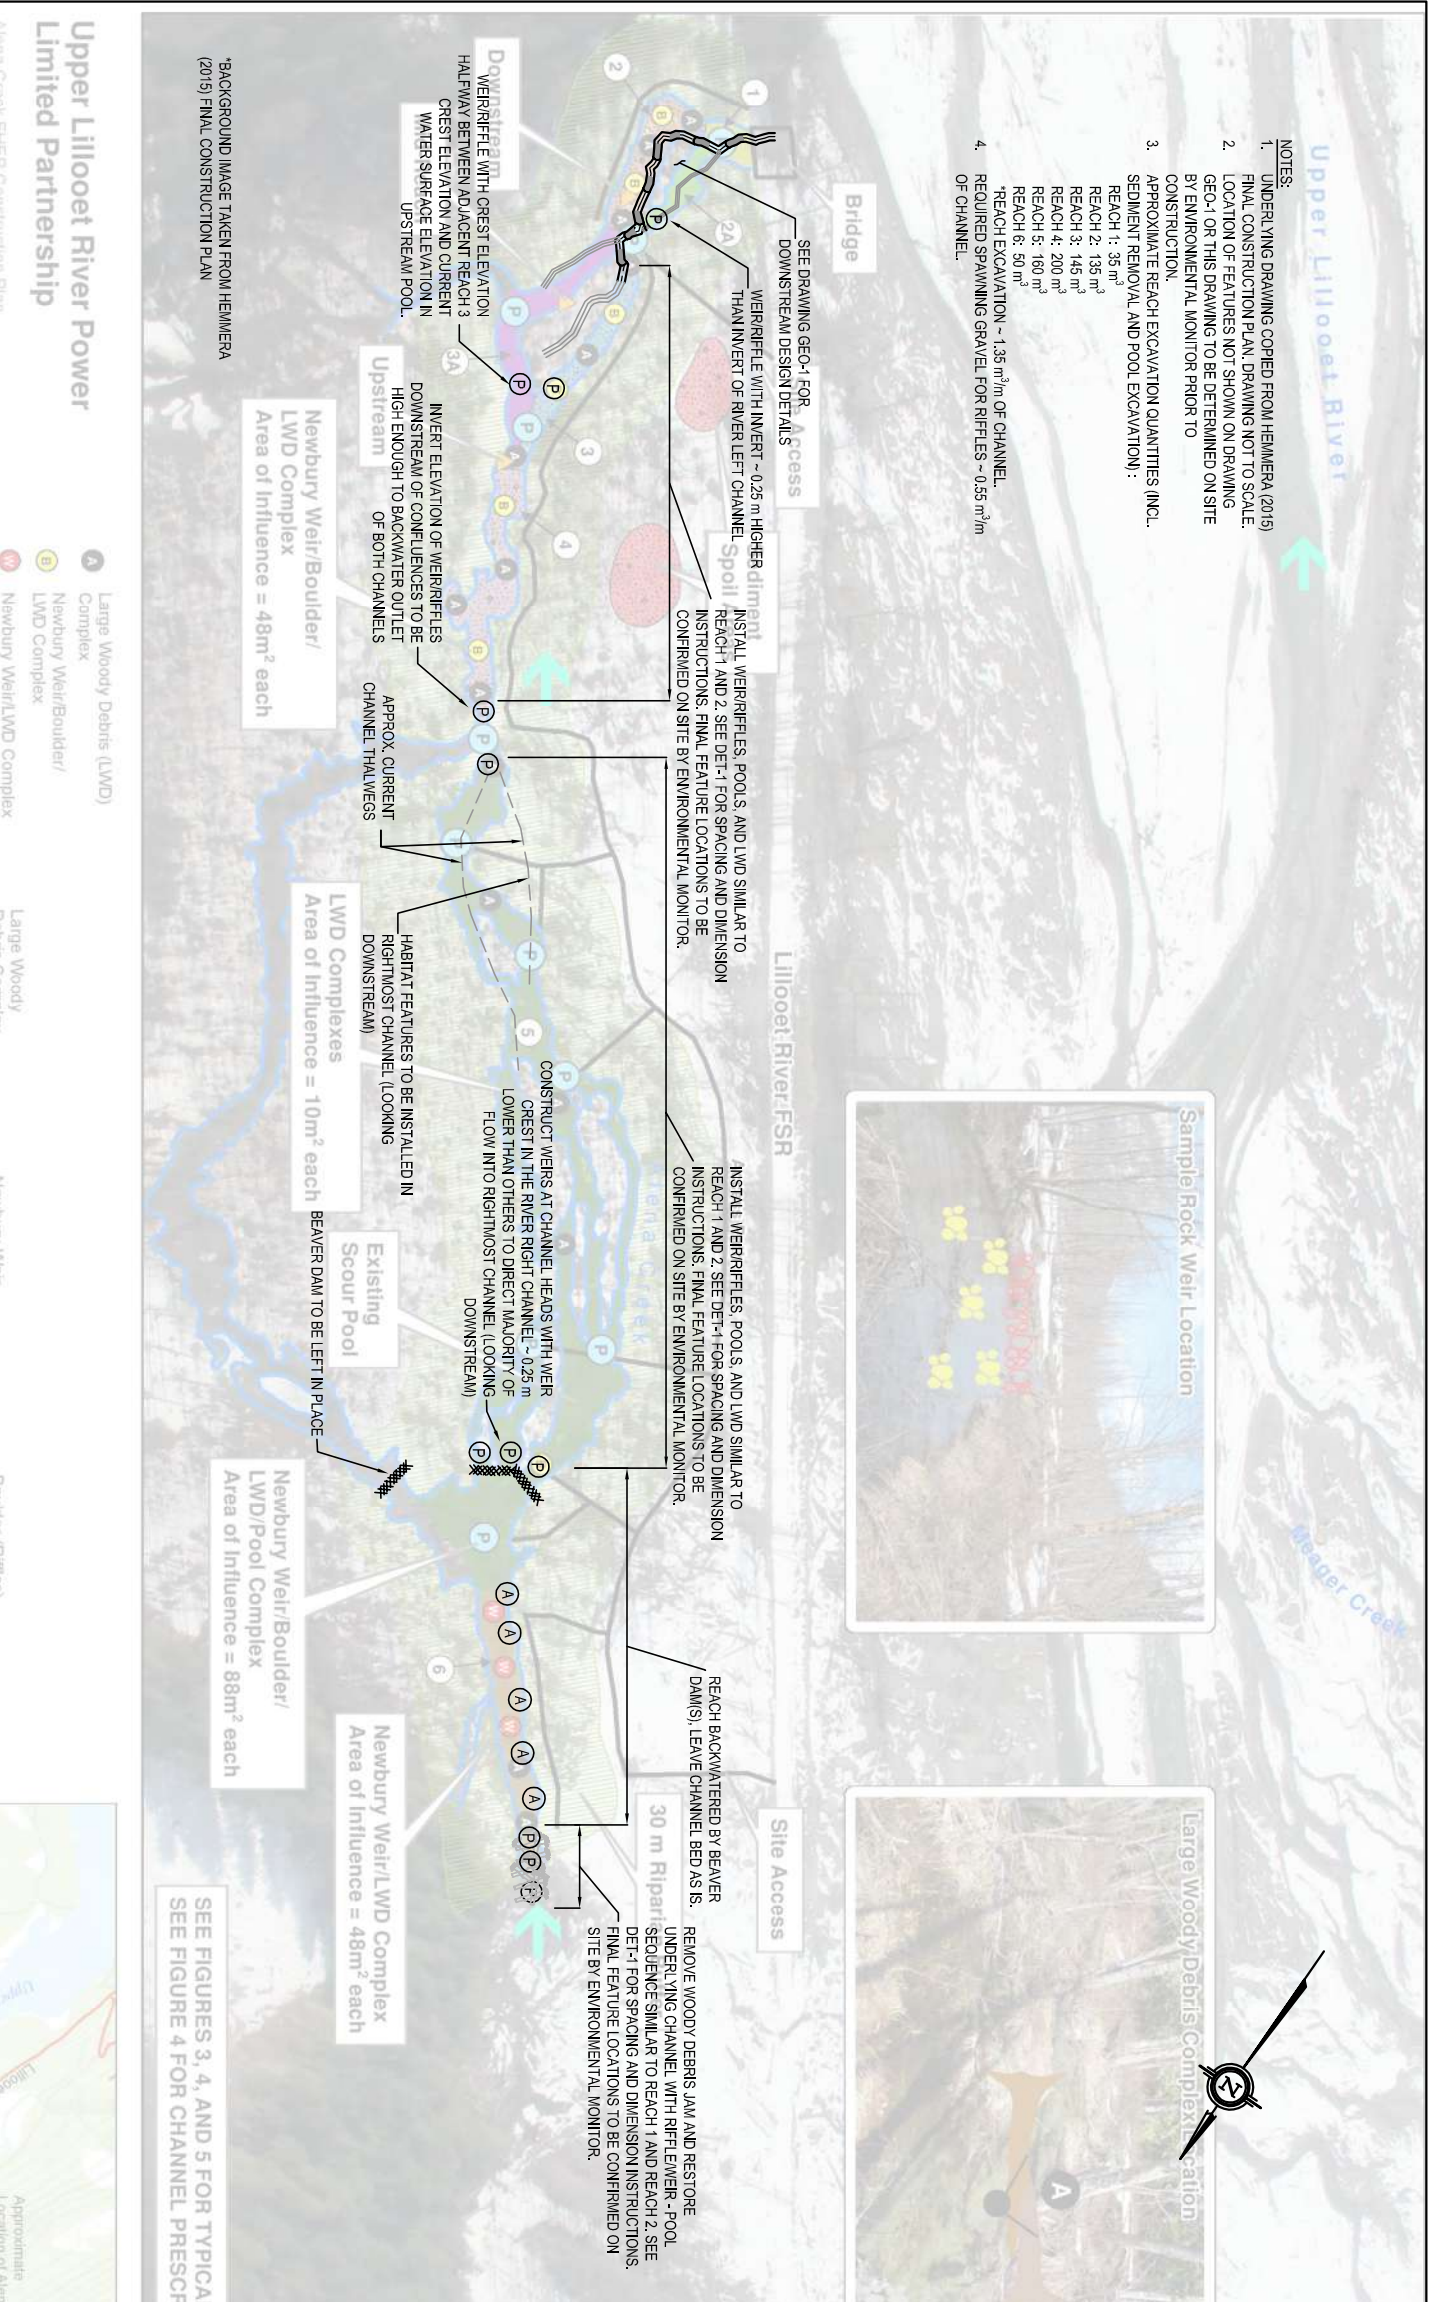 NOTES:
1. UNDERLYING DRAWING COPIED FROM HEMMERA (2015)
FINAL CONSTRUCTION PLAN. DRAWING NOT TO SCALE.
2. LOCATION OF FEATURES NOT SHOWN ON DRAWING
GEO-1 OR THIS DRAWING TO BE DETERMINED ON SITE
BY ENVIRONMENTAL MONITOR PRIOR TO
CONSTRUCTION.
3. APPROXIMATE REACH EXCAVATION QUANTITIES (INCL.
SEDIMENT REMOVAL AND POOL EXCAVATION) :
REACH 1: 35 m³
REACH 2: 135 m³
REACH 3: 145 m³
REACH 4: 200 m³
REACH 5: 160 m³
REACH 6: 50 m³
*REACH EXCAVATION ~ 1.35 m³/m OF CHANNEL.
4. REQUIRED SPAWNING GRAVEL FOR RIFFLES ~ 0.55 m³/m
OF CHANNEL.
Upper Lillooet River
Meager Creek
Sample Rock Weir Location
Large Woody Debris Complex Location
A
N
Bridge
Access
Sediment
Spoil
Lillooet River FSR
Site Access
30 m Riparia
Alena Creek
SEE DRAWING GEO-1 FOR
DOWNSTREAM DESIGN DETAILS
WEIR/RIFFLE WITH INVERT ~ 0.25 m HIGHER
THAN INVERT OF RIVER LEFT CHANNEL
INSTALL WEIR/RIFFLES, POOLS, AND LWD SIMILAR TO
REACH 1 AND 2. SEE DET-1 FOR SPACING AND DIMENSION
INSTRUCTIONS. FINAL FEATURE LOCATIONS TO BE
CONFIRMED ON SITE BY ENVIRONMENTAL MONITOR.
INSTALL WEIR/RIFFLES, POOLS, AND LWD SIMILAR TO
REACH 1 AND 2. SEE DET-1 FOR SPACING AND DIMENSION
INSTRUCTIONS. FINAL FEATURE LOCATIONS TO BE
CONFIRMED ON SITE BY ENVIRONMENTAL MONITOR.
REACH BACKWATERED BY BEAVER
DAM(S), LEAVE CHANNEL BED AS IS.
REMOVE WOODY DEBRIS JAM AND RESTORE
UNDERLYING CHANNEL WITH RIFFLE/WEIR - POOL
SEQUENCE SIMILAR TO REACH 1 AND REACH 2. SEE
DET-1 FOR SPACING AND DIMENSION INSTRUCTIONS.
FINAL FEATURE LOCATIONS TO BE CONFIRMED ON
SITE BY ENVIRONMENTAL MONITOR.
1
2
2A
3A
3
4
5
6
P P P P P P P P P P
A A A A A
Downstream
WEIR/RIFFLE WITH CREST ELEVATION
HALFWAY BETWEEN ADJACENT REACH 3
CREST ELEVATION AND CURRENT
WATER SURFACE ELEVATION IN
UPSTREAM POOL.
Upstream
INVERT ELEVATION OF WEIR/RIFFLES
DOWNSTREAM OF CONFLUENCES TO BE
HIGH ENOUGH TO BACKWATER OUTLET
OF BOTH CHANNELS
APPROX. CURRENT
CHANNEL THALWEGS
HABITAT FEATURES TO BE INSTALLED IN
RIGHTMOST CHANNEL (LOOKING
DOWNSTREAM)
CONSTRUCT WEIRS AT CHANNEL HEADS WITH WEIR
CREST IN THE RIVER RIGHT CHANNEL ~ 0.25 m
LOWER THAN OTHERS TO DIRECT MAJORITY OF
FLOW INTO RIGHTMOST CHANNEL (LOOKING
DOWNSTREAM)
BEAVER DAM TO BE LEFT IN PLACE
Newbury Weir/Boulder/
LWD Complex
Area of Influence = 48m² each
LWD Complexes
Area of Influence = 10m² each
Existing
Scour Pool
Newbury Weir/Boulder/
LWD/Pool Complex
Area of Influence = 88m² each
Newbury Weir/LWD Complex
Area of Influence = 48m² each
*BACKGROUND IMAGE TAKEN FROM HEMMERA
(2015) FINAL CONSTRUCTION PLAN
SEE FIGURES 3, 4, AND 5 FOR TYPICA
SEE FIGURE 4 FOR CHANNEL PRESCR
Upper Lillooet River Power
Limited Partnership
A Large Woody Debris (LWD)
Complex
B Newbury Weir/Boulder/
LWD Complex
W Newbury Weir/LWD Complex
Large Woody
Approximate